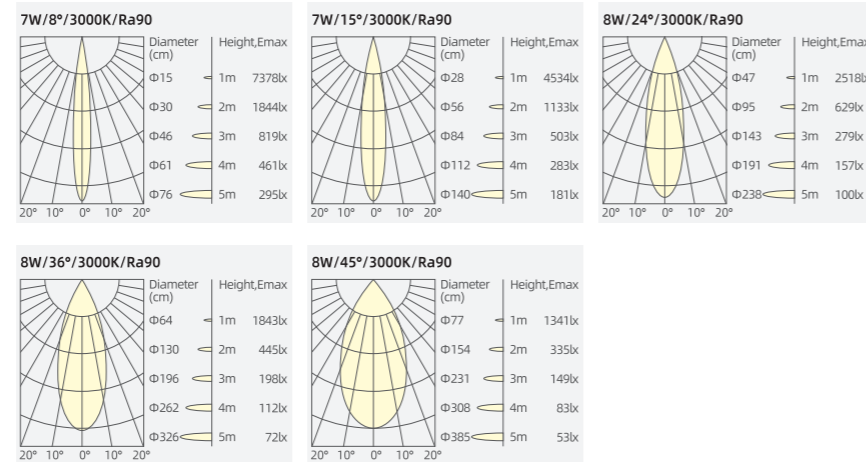 7W/8°/3000K/Ra90
Diameter (cm) Height,Emax
Φ15 1m 7378lx
Φ30 2m 1844lx
Φ46 3m 819lx
Φ61 4m 461lx
Φ76 5m 295lx
20° 10° 0° 10° 20°
7W/15°/3000K/Ra90
Diameter (cm) Height,Emax
Φ28 1m 4534lx
Φ56 2m 1133lx
Φ84 3m 503lx
Φ112 4m 283lx
Φ140 5m 181lx
20° 10° 0° 10° 20°
8W/24°/3000K/Ra90
Diameter (cm) Height,Emax
Φ47 1m 2518lx
Φ95 2m 629lx
Φ143 3m 279lx
Φ191 4m 157lx
Φ238 5m 100lx
20° 10° 0° 10° 20°
8W/36°/3000K/Ra90
Diameter (cm) Height,Emax
Φ64 1m 1843lx
Φ130 2m 445lx
Φ196 3m 198lx
Φ262 4m 112lx
Φ326 5m 72lx
20° 10° 0° 10° 20°
8W/45°/3000K/Ra90
Diameter (cm) Height,Emax
Φ77 1m 1341lx
Φ154 2m 335lx
Φ231 3m 149lx
Φ308 4m 83lx
Φ385 5m 53lx
20° 10° 0° 10° 20°